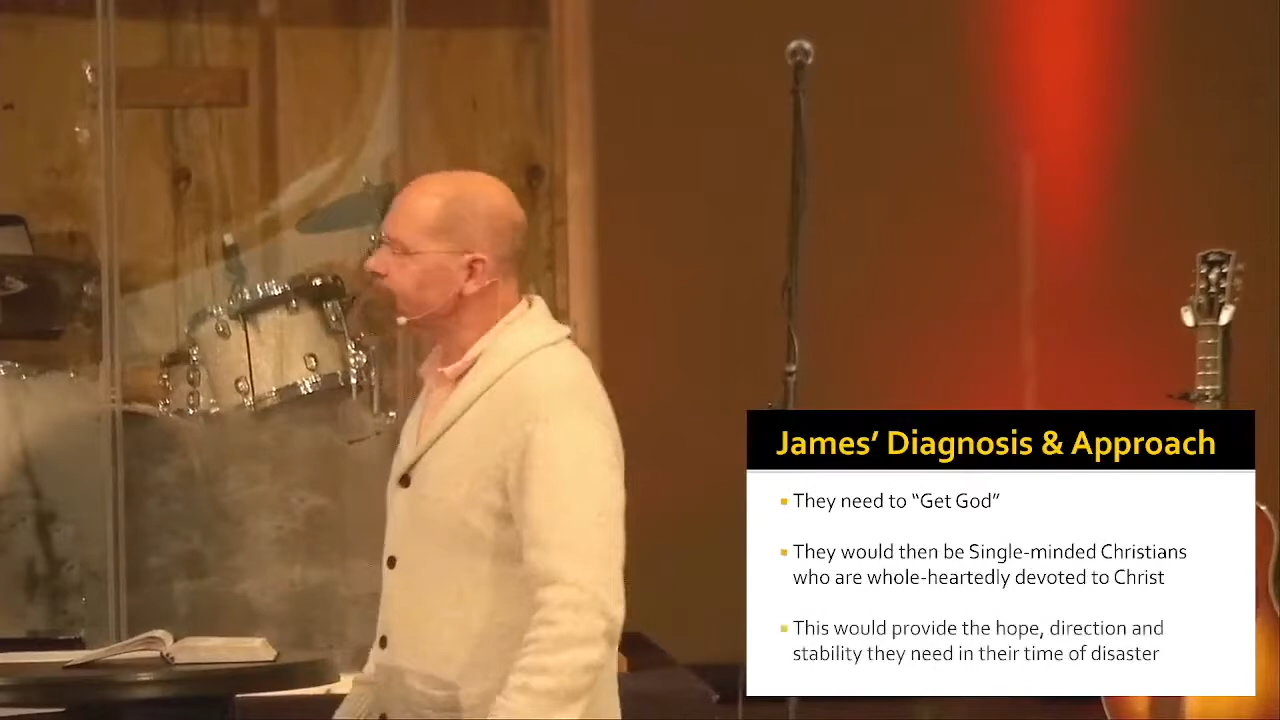 James’ Diagnosis & Approach
They need to “Get God”
They would then be Single-minded Christians
who are whole-heartedly devoted to Christ
This would provide the hope, direction and
stability they need in their time of disaster